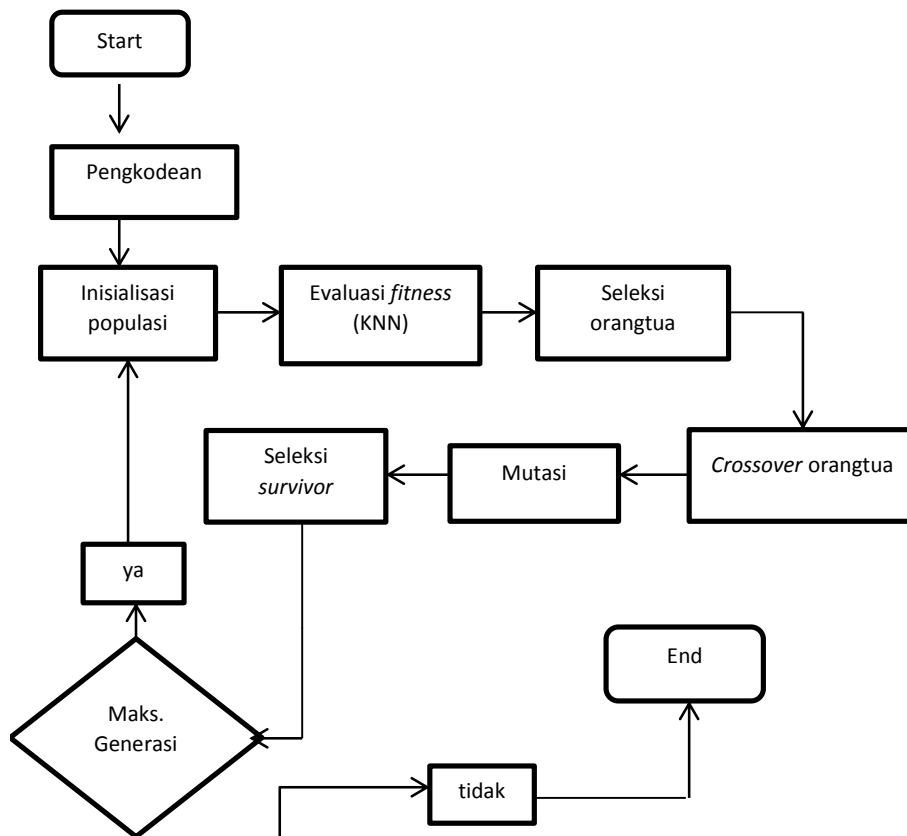 Start
Pengkodean
Inisialisasi
populasi
Evaluasi fitness
(KNN)
Seleksi
orangtua
Crossover orangtua
Mutasi
Seleksi
survivor
ya
Maks.
Generasi
tidak
End